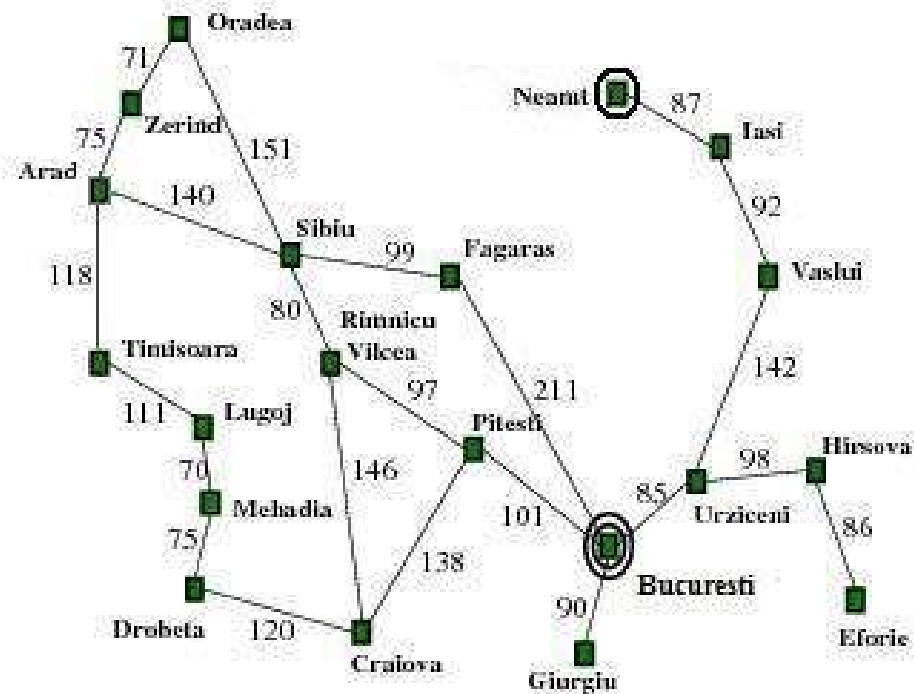 Oradea
71
Neamt
87
Zerind
Iasi
75
151
Arad
140
92
Sibiu
99
Fagaras
Vaslui
118
80
Rimnicu
Vilcea
Timisoara
142
97
211
111
Lugoj
Pitesti
Hirsova
98
70
146
85
Mehadia
101
Urziceni
86
75
138
Bucuresti
90
Drobeta
120
Eforie
Craiova
Giurgiu